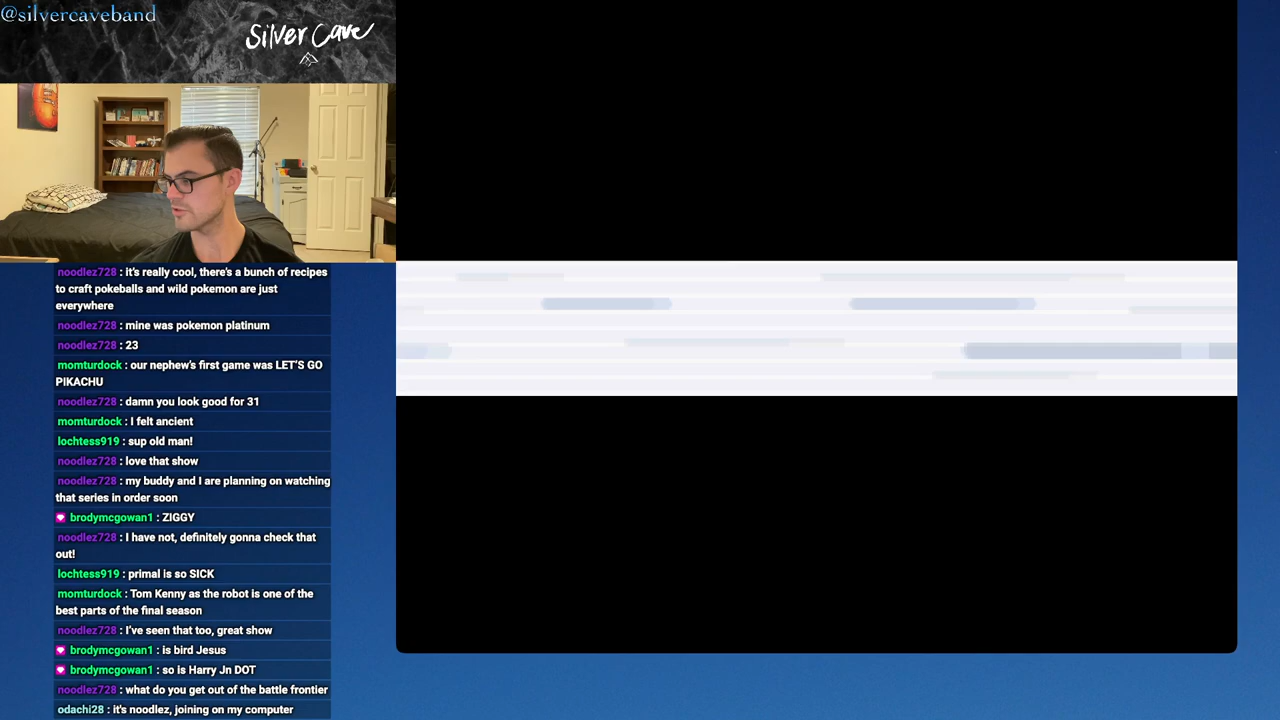 @silvercaveband
Silver Cave
noodlez728 : it's really cool, there's a bunch of recipes
to craft pokeballs and wild pokemon are just
everywhere
noodlez728 : mine was pokemon platinum
noodlez728 : 23
momturdock : our nephew's first game was LET'S GO
PIKACHU
noodlez728 : damn you look good for 31
momturdock : I felt ancient
lochtess919 : sup old man!
noodlez728 : love that show
noodlez728 : my buddy and I are planning on watching
that series in order soon
brodymcgowan1 : ZIGGY
noodlez728 : I have not, definitely gonna check that
out!
lochtess919 : primal is so SICK
momturdock : Tom Kenny as the robot is one of the
best parts of the final season
noodlez728 : I've seen that too, great show
brodymcgowan1 : is bird Jesus
brodymcgowan1 : so is Harry Jn DOT
noodlez728 : what do you get out of the battle frontier
odachi28 : it's noodlez, joining on my computer